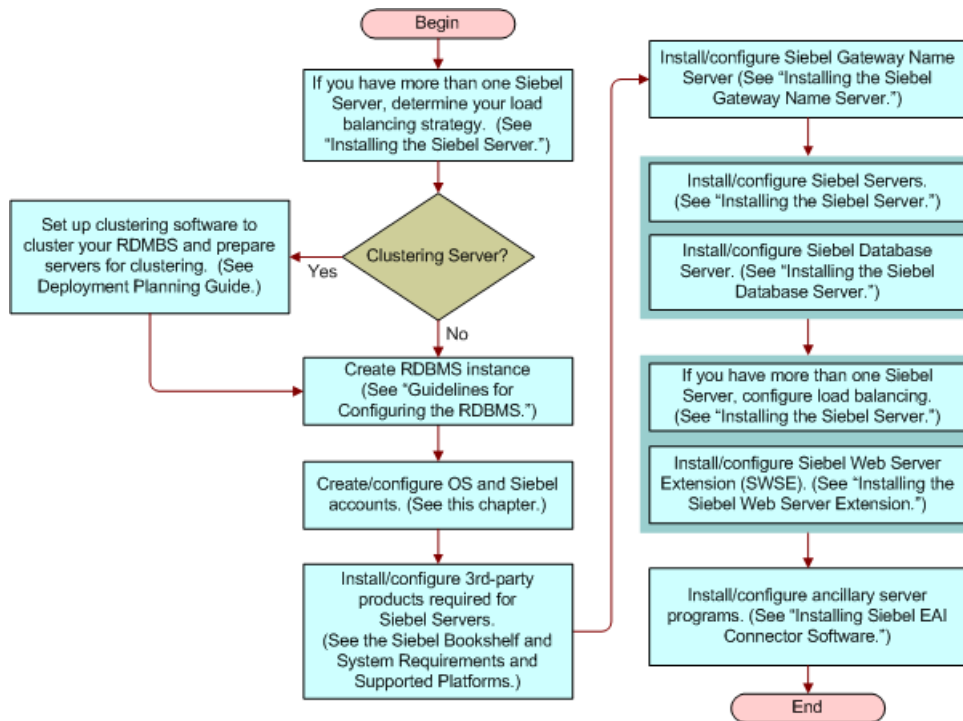 Begin
If you have more than one Siebel
Server, determine your load
balancing strategy. (See
“Installing the Siebel Server.”)
Clustering Server?
Yes
No
Set up clustering software to
cluster your RDMBS and prepare
servers for clustering. (See
Deployment Planning Guide.)
Create RDBMS instance
(See “Guidelines for
Configuring the RDBMS.”)
Create/configure OS and Siebel
accounts. (See this chapter.)
Install/configure 3rd-party
products required for
Siebel Servers.
(See the Siebel Bookshelf and
System Requirements and
Supported Platforms.)
Install/configure Siebel Gateway Name
Server (See “Installing the Siebel
Gateway Name Server.”)
Install/configure Siebel Servers.
(See “Installing the Siebel Server.”)
Install/configure Siebel Database
Server. (See “Installing the Siebel
Database Server.”)
If you have more than one Siebel
Server, configure load balancing.
(See “Installing the Siebel Server.”)
Install/configure Siebel Web Server
Extension (SWSE). (See “Installing the
Siebel Web Server Extension.”)
Install/configure ancillary server
programs. (See “Installing Siebel EAI
Connector Software.”)
End